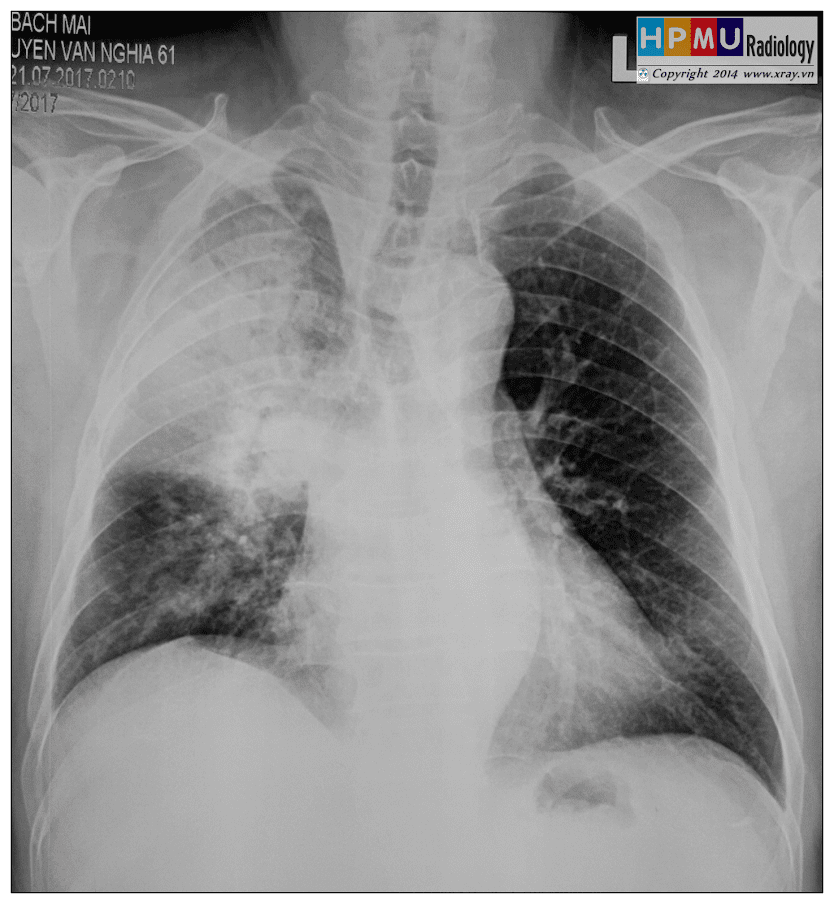 BACH MAI
UYEN VAN NGHIA 61
21.07.2017.0210
/2017
L
HPMU Radiology
Copyright 2014 www.xray.vn